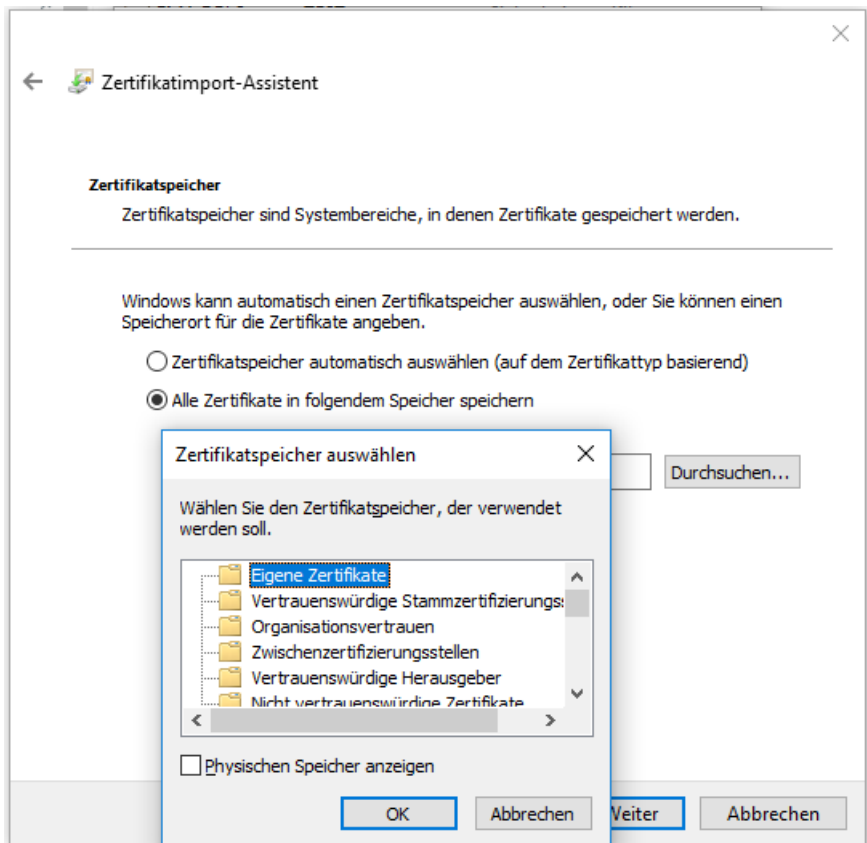 Zertifikatimport-Assistent
Zertifikatspeicher
Zertifikatspeicher sind Systembereiche, in denen Zertifikate gespeichert werden.
Windows kann automatisch einen Zertifikatspeicher auswählen, oder Sie können einen
Speicherort für die Zertifikate angeben.
Zertifikatspeicher automatisch auswählen (auf dem Zertifikattyp basierend)
Alle Zertifikate in folgendem Speicher speichern
Durchsuchen...
Zertifikatspeicher auswählen
Wählen Sie den Zertifikatspeicher, der verwendet
werden soll.
Eigene Zertifikate
Vertrauenswürdige Stammzertifizierungs
Organisationsvertrauen
Zwischenzertifizierungsstellen
Vertrauenswürdige Herausgeber
Nicht vertrauenswürdige Zertifikate
Physischen Speicher anzeigen
OK
Abbrechen
Weiter
Abbrechen